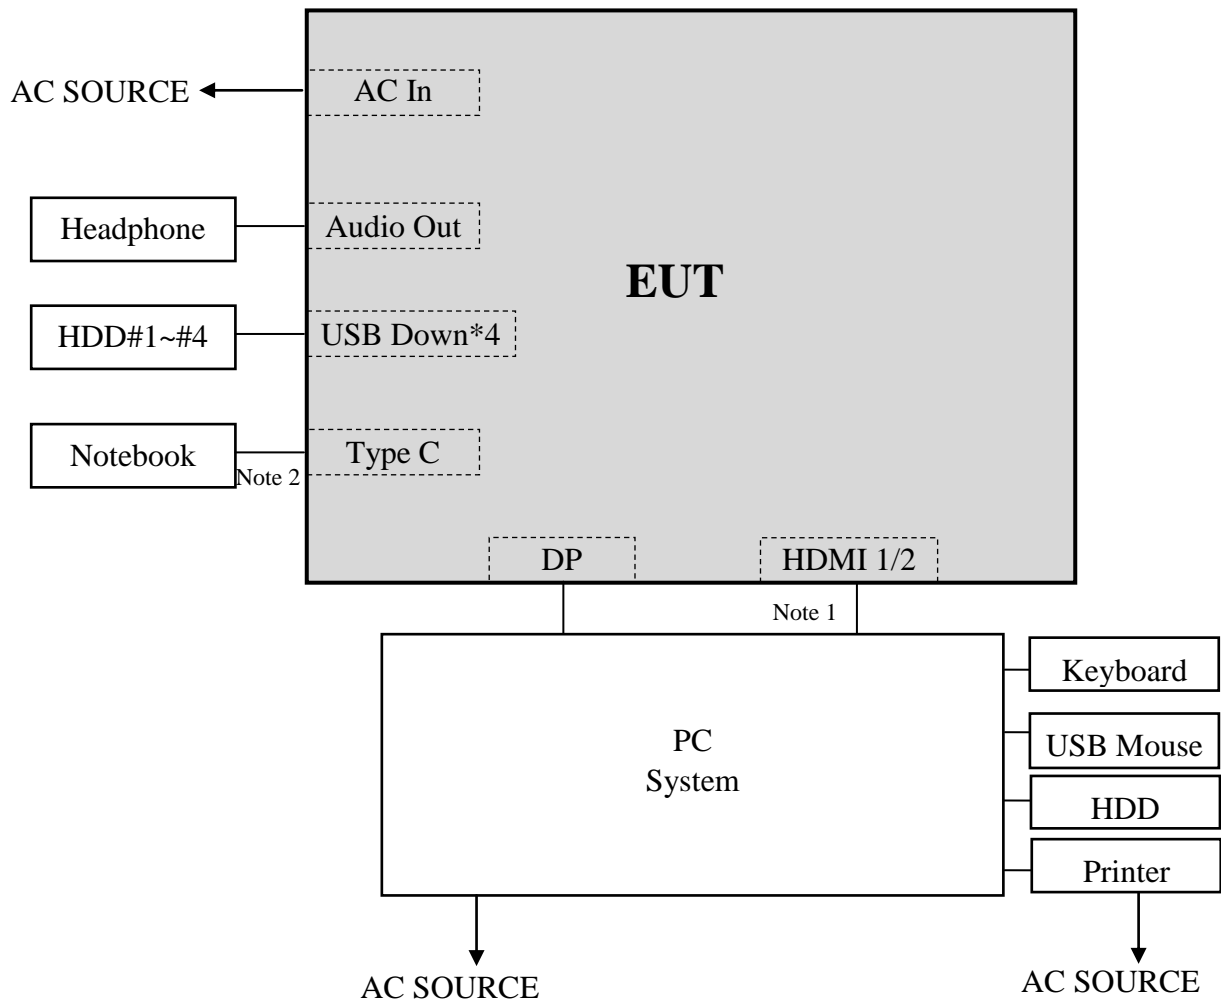 AC SOURCE
AC In
Headphone
Audio Out
EUT
HDD#1~#4
USB Down*4
Notebook
Note 2
Type C
DP
HDMI 1/2
Note 1
PC
System
Keyboard
USB Mouse
HDD
Printer
AC SOURCE
AC SOURCE